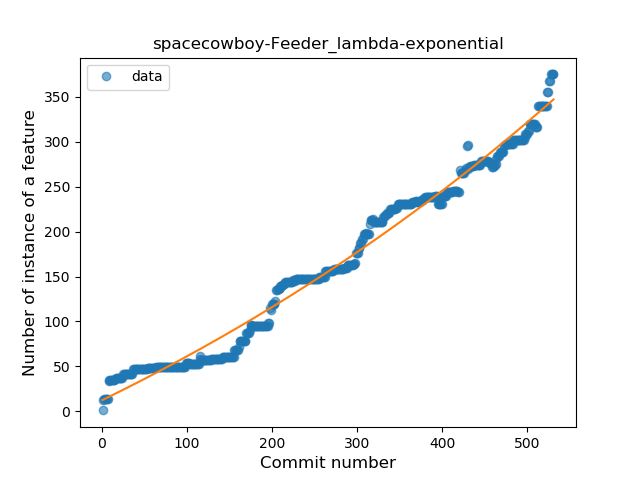 spacecowboy-Feeder_lambda-exponential
data
Number of instance of a feature
350
300
250
200
150
100
50
0
0 100 200 300 400 500
Commit number